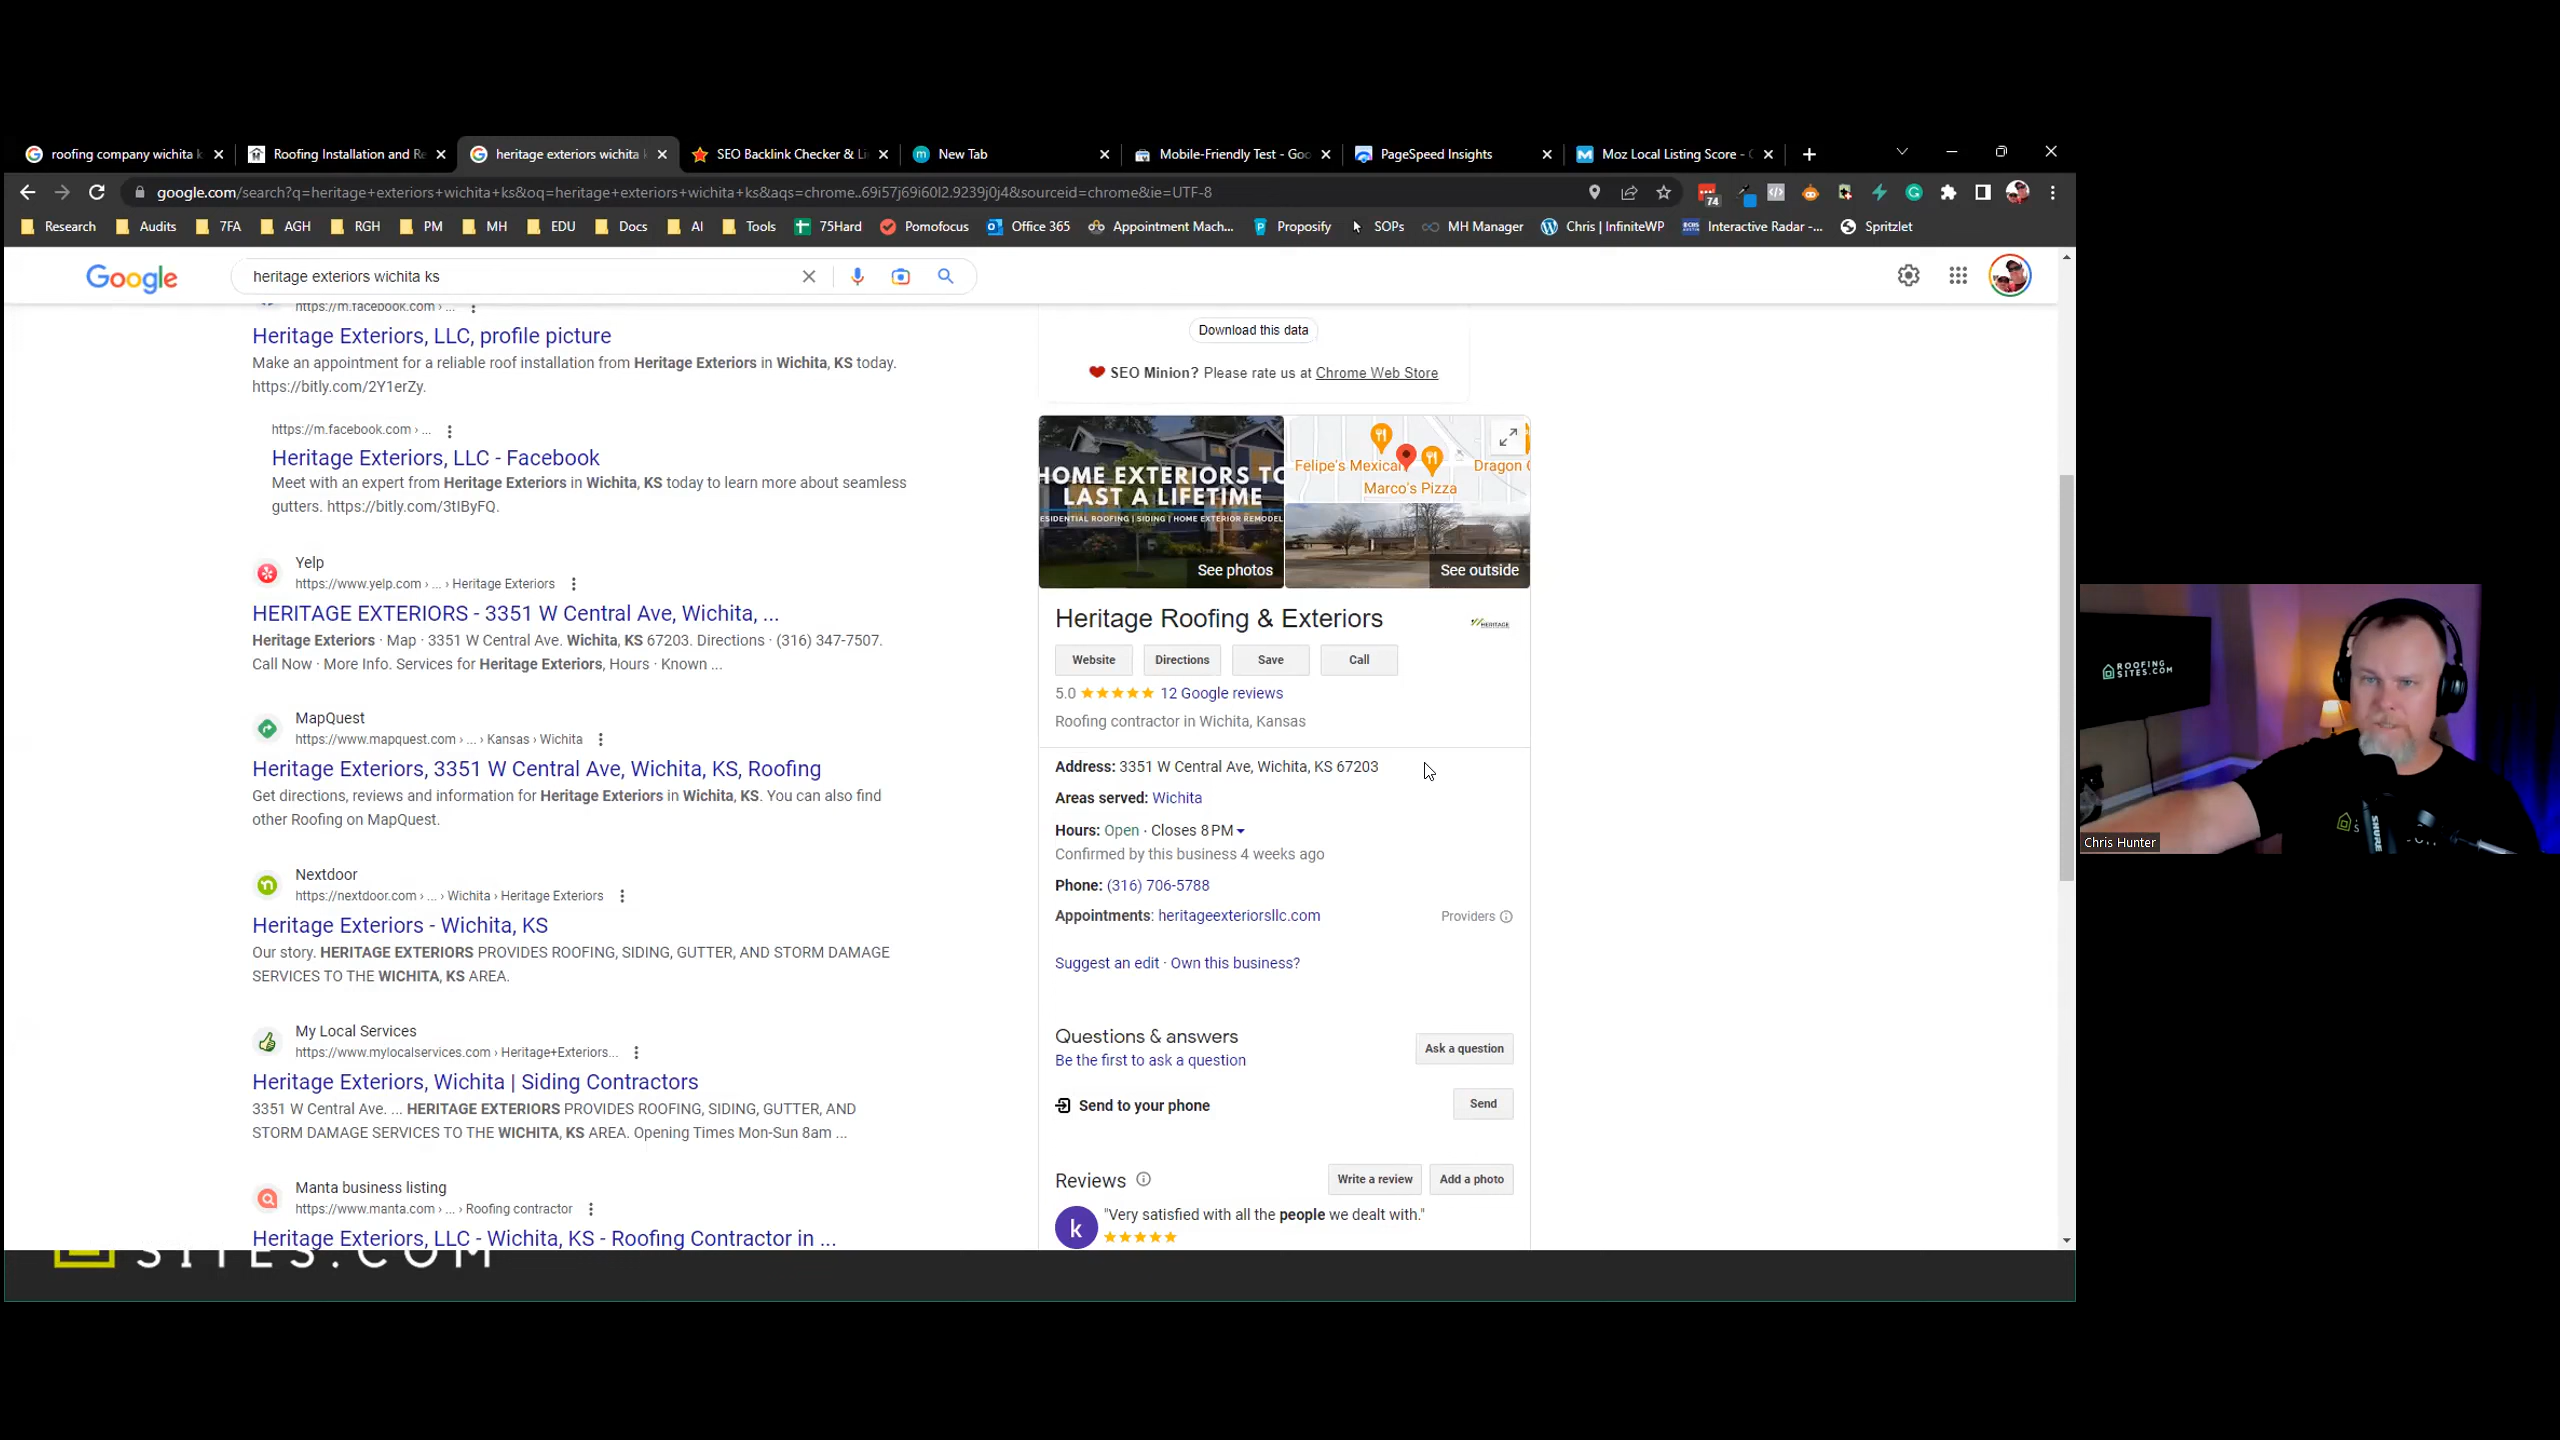 roofing company wichita k
Roofing Installation and Re
heritage exteriors wichita
SEO Backlink Checker & Li
New Tab
Mobile-Friendly Test - Goo
PageSpeed Insights
Moz Local Listing Score -
google.com/search?q=heritage+exteriors+wichita+ks&oq=heritage+exteriors+wichita+ks&aqs=chrome..69i57j69i60l2.9239j0j4&sourceid=chrome&ie=UTF-8
74
Research
Audits
7FA
AGH
RGH
PM
MH
EDU
Docs
AI
Tools
75Hard
Pomofocus
Office 365
Appointment Mach...
Proposify
SOPs
MH Manager
Chris | InfiniteWP
Interactive Radar -...
Spritzlet
Google
heritage exteriors wichita ks
https://m.facebook.com › ...
Heritage Exteriors, LLC, profile picture
Make an appointment for a reliable roof installation from Heritage Exteriors in Wichita, KS today.
https://bitly.com/2Y1erZy.
https://m.facebook.com › ...
Heritage Exteriors, LLC - Facebook
Meet with an expert from Heritage Exteriors in Wichita, KS today to learn more about seamless
gutters. https://bitly.com/3tIByFQ.
Yelp
https://www.yelp.com › ... › Heritage Exteriors
HERITAGE EXTERIORS - 3351 W Central Ave, Wichita, ...
Heritage Exteriors · Map · 3351 W Central Ave. Wichita, KS 67203. Directions · (316) 347-7507.
Call Now · More Info. Services for Heritage Exteriors, Hours · Known ...
MapQuest
https://www.mapquest.com › ... › Kansas › Wichita
Heritage Exteriors, 3351 W Central Ave, Wichita, KS, Roofing
Get directions, reviews and information for Heritage Exteriors in Wichita, KS. You can also find
other Roofing on MapQuest.
Nextdoor
https://nextdoor.com › ... › Wichita › Heritage Exteriors
Heritage Exteriors - Wichita, KS
Our story. HERITAGE EXTERIORS PROVIDES ROOFING, SIDING, GUTTER, AND STORM DAMAGE
SERVICES TO THE WICHITA, KS AREA.
My Local Services
https://www.mylocalservices.com › Heritage+Exteriors...
Heritage Exteriors, Wichita | Siding Contractors
3351 W Central Ave. ... HERITAGE EXTERIORS PROVIDES ROOFING, SIDING, GUTTER, AND
STORM DAMAGE SERVICES TO THE WICHITA, KS AREA. Opening Times Mon-Sun 8am ...
Manta business listing
https://www.manta.com › ... › Roofing contractor
Heritage Exteriors, LLC - Wichita, KS - Roofing Contractor in ...
SITES.COM
Download this data
SEO Minion? Please rate us at Chrome Web Store
HOME EXTERIORS TO
LAST A LIFETIME
ESIDENTIAL ROOFING | SIDING | HOME EXTERIOR REMODEL
See photos
Felipe's Mexican
Dragon
Marco's Pizza
See outside
Heritage Roofing & Exteriors
HERITAGE
Website
Directions
Save
Call
5.0
12 Google reviews
Roofing contractor in Wichita, Kansas
Address: 3351 W Central Ave, Wichita, KS 67203
Areas served: Wichita
Hours: Open · Closes 8 PM
Confirmed by this business 4 weeks ago
Phone: (316) 706-5788
Appointments: heritageexteriorsllc.com
Providers
Suggest an edit · Own this business?
Questions & answers
Be the first to ask a question
Ask a question
Send to your phone
Send
Reviews
Write a review
Add a photo
k
"Very satisfied with all the people we dealt with."
ROOFING
SITES.COM
SHURE
Chris Hunter